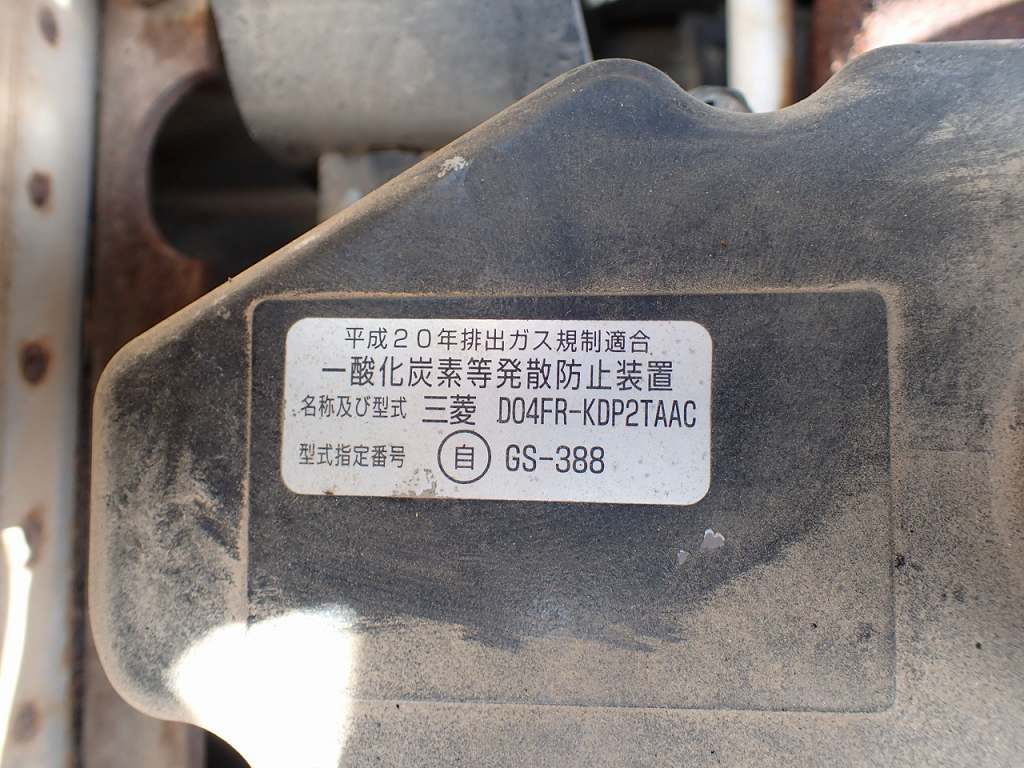 平成20年排出ガス規制適合
一酸化炭素等発散防止装置
名称及び型式 三菱 D04FR-KDP2TAAC
型式指定番号 自 GS-388